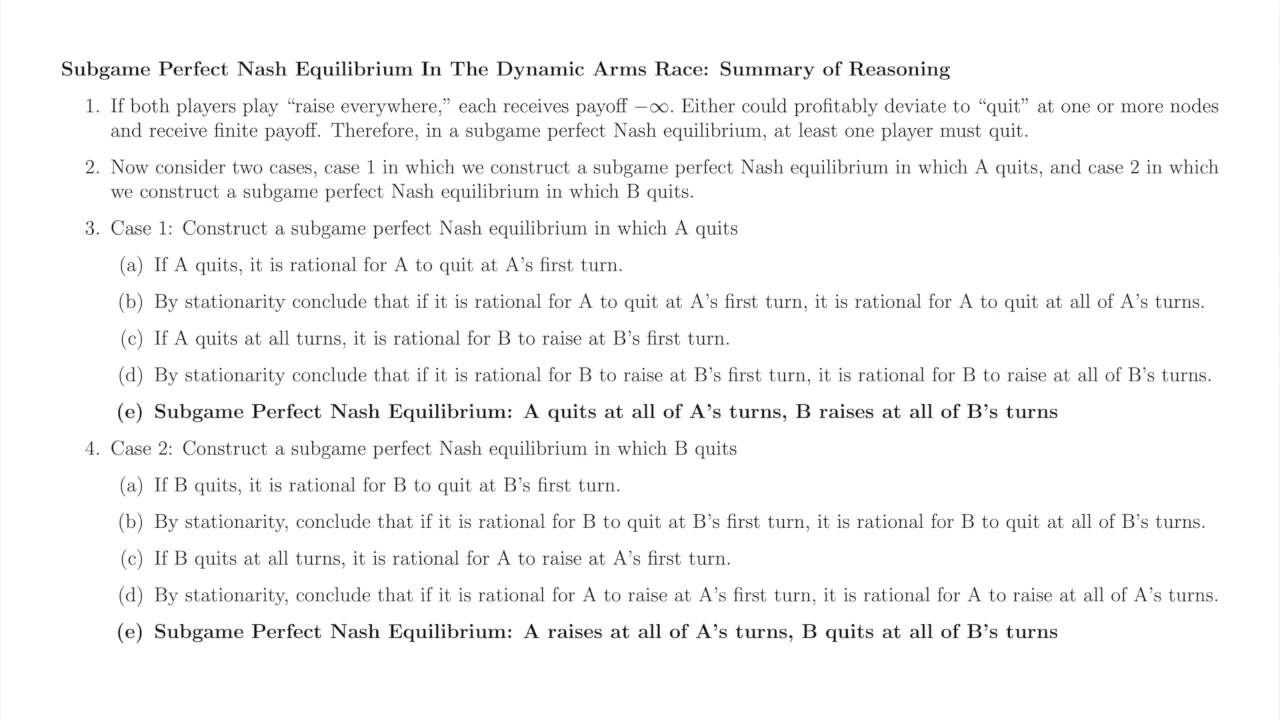 Subgame Perfect Nash Equilibrium In The Dynamic Arms Race: Summary of Reasoning
1. If both players play “raise everywhere,” each receives payoff −∞. Either could profitably deviate to “quit” at one or more nodes
and receive finite payoff. Therefore, in a subgame perfect Nash equilibrium, at least one player must quit.
2. Now consider two cases, case 1 in which we construct a subgame perfect Nash equilibrium in which A quits, and case 2 in which
we construct a subgame perfect Nash equilibrium in which B quits.
3. Case 1: Construct a subgame perfect Nash equilibrium in which A quits
(a) If A quits, it is rational for A to quit at A’s first turn.
(b) By stationarity conclude that if it is rational for A to quit at A’s first turn, it is rational for A to quit at all of A’s turns.
(c) If A quits at all turns, it is rational for B to raise at B’s first turn.
(d) By stationarity conclude that if it is rational for B to raise at B’s first turn, it is rational for B to raise at all of B’s turns.
(e) Subgame Perfect Nash Equilibrium: A quits at all of A’s turns, B raises at all of B’s turns
4. Case 2: Construct a subgame perfect Nash equilibrium in which B quits
(a) If B quits, it is rational for B to quit at B’s first turn.
(b) By stationarity, conclude that if it is rational for B to quit at B’s first turn, it is rational for B to quit at all of B’s turns.
(c) If B quits at all turns, it is rational for A to raise at A’s first turn.
(d) By stationarity, conclude that if it is rational for A to raise at A’s first turn, it is rational for A to raise at all of A’s turns.
(e) Subgame Perfect Nash Equilibrium: A raises at all of A’s turns, B quits at all of B’s turns